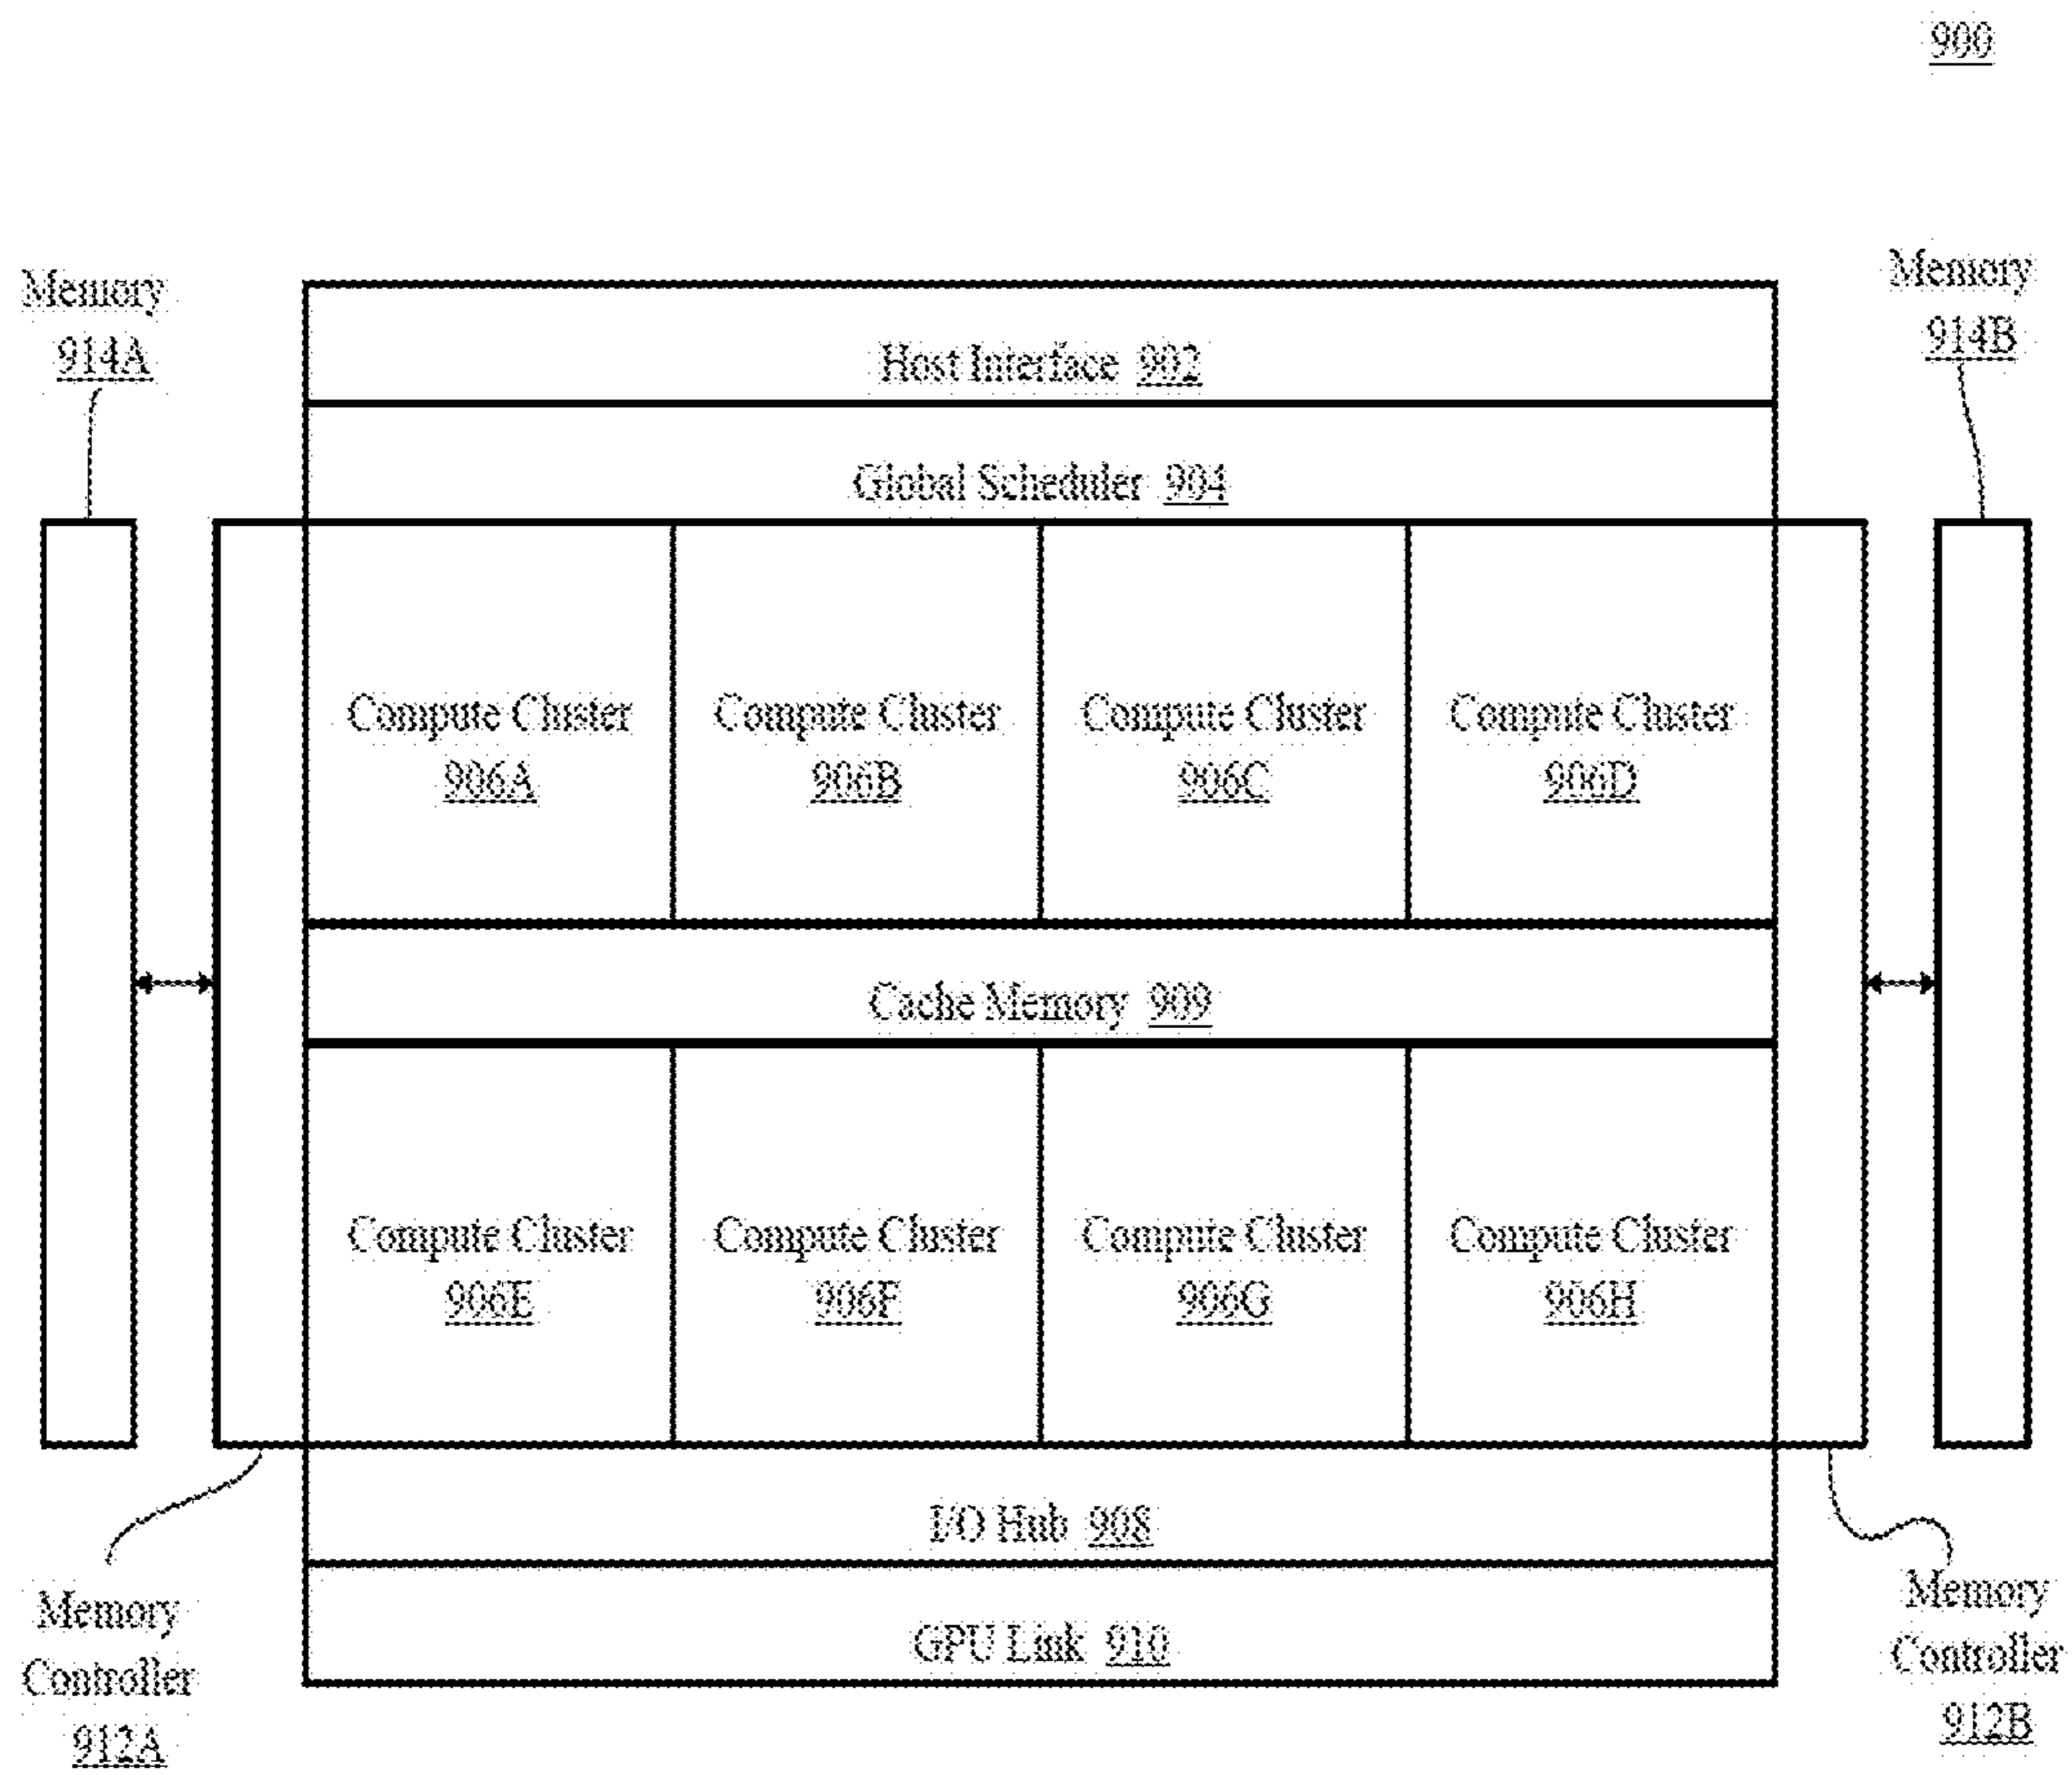 900
Memory
914A
Memory
914B
Host Interface 902
Global Scheduler 904
Compute Cluster
906A
Compute Cluster
906B
Compute Cluster
906C
Compute Cluster
906D
Cache Memory 909
Compute Cluster
906E
Compute Cluster
906F
Compute Cluster
906G
Compute Cluster
906H
I/O Hub 908
GPU Link 910
Memory
Controller
912A
Memory
Controller
912B